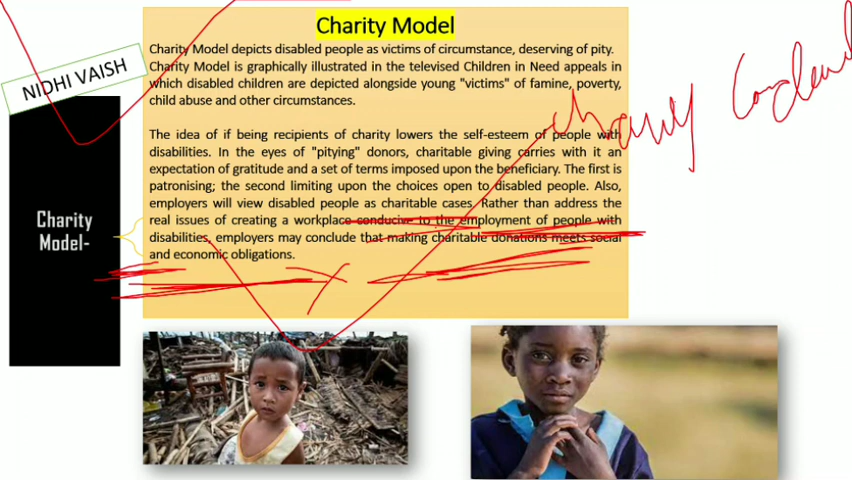 Charity Model
NIDHI VAISH
Charity Model depicts disabled people as victims of circumstance, deserving of pity.
Charity Model is graphically illustrated in the televised Children in Need appeals in
which disabled children are depicted alongside young "victims" of famine, poverty,
child abuse and other circumstances.
The idea of if being recipients of charity lowers the self-esteem of people with
disabilities. In the eyes of "pitying" donors, charitable giving carries with it an
expectation of gratitude and a set of terms imposed upon the beneficiary. The first is
patronising; the second limiting upon the choices open to disabled people. Also,
employers will view disabled people as charitable cases. Rather than address the
real issues of creating a workplace conducive to the employment of people with
disabilities, employers may conclude that making charitable donations meets social
and economic obligations.
Charity
Model-
charity